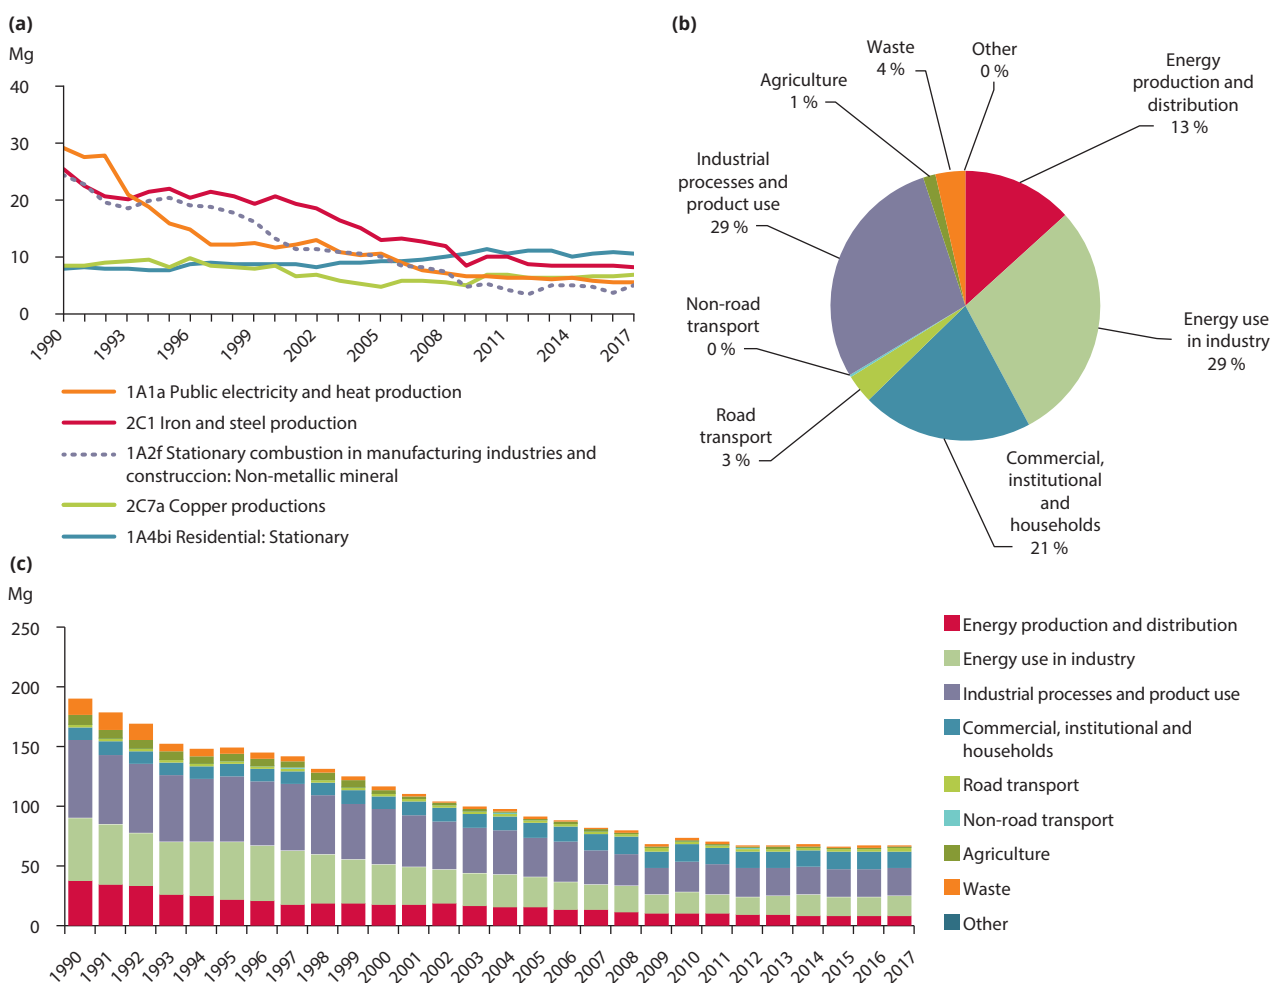 (a)
Mg
40
30
20
10
0
1990
1993
1996
1999
2002
2005
2008
2011
2014
2017
1A1a Public electricity and heat production
2C1 Iron and steel production
1A2f Stationary combustion in manufacturing industries and
construccion: Non-metallic mineral
2C7a Copper productions
1A4bi Residential: Stationary
(b)
Other
0 %
Energy
production and
distribution
13 %
Energy use
in industry
29 %
Commercial,
institutional
and
households
21 %
Road
transport
3 %
Non-road
transport
0 %
Industrial
processes and
product use
29 %
Agriculture
1 %
Waste
4 %
(c)
Mg
250
200
150
100
50
0
1990
1991
1992
1993
1994
1995
1996
1997
1998
1999
2000
2001
2002
2003
2004
2005
2006
2007
2008
2009
2010
2011
2012
2013
2014
2015
2016
2017
Energy production and distribution
Energy use in industry
Industrial processes and product use
Commercial, institutional and
households
Road transport
Non-road transport
Agriculture
Waste
Other